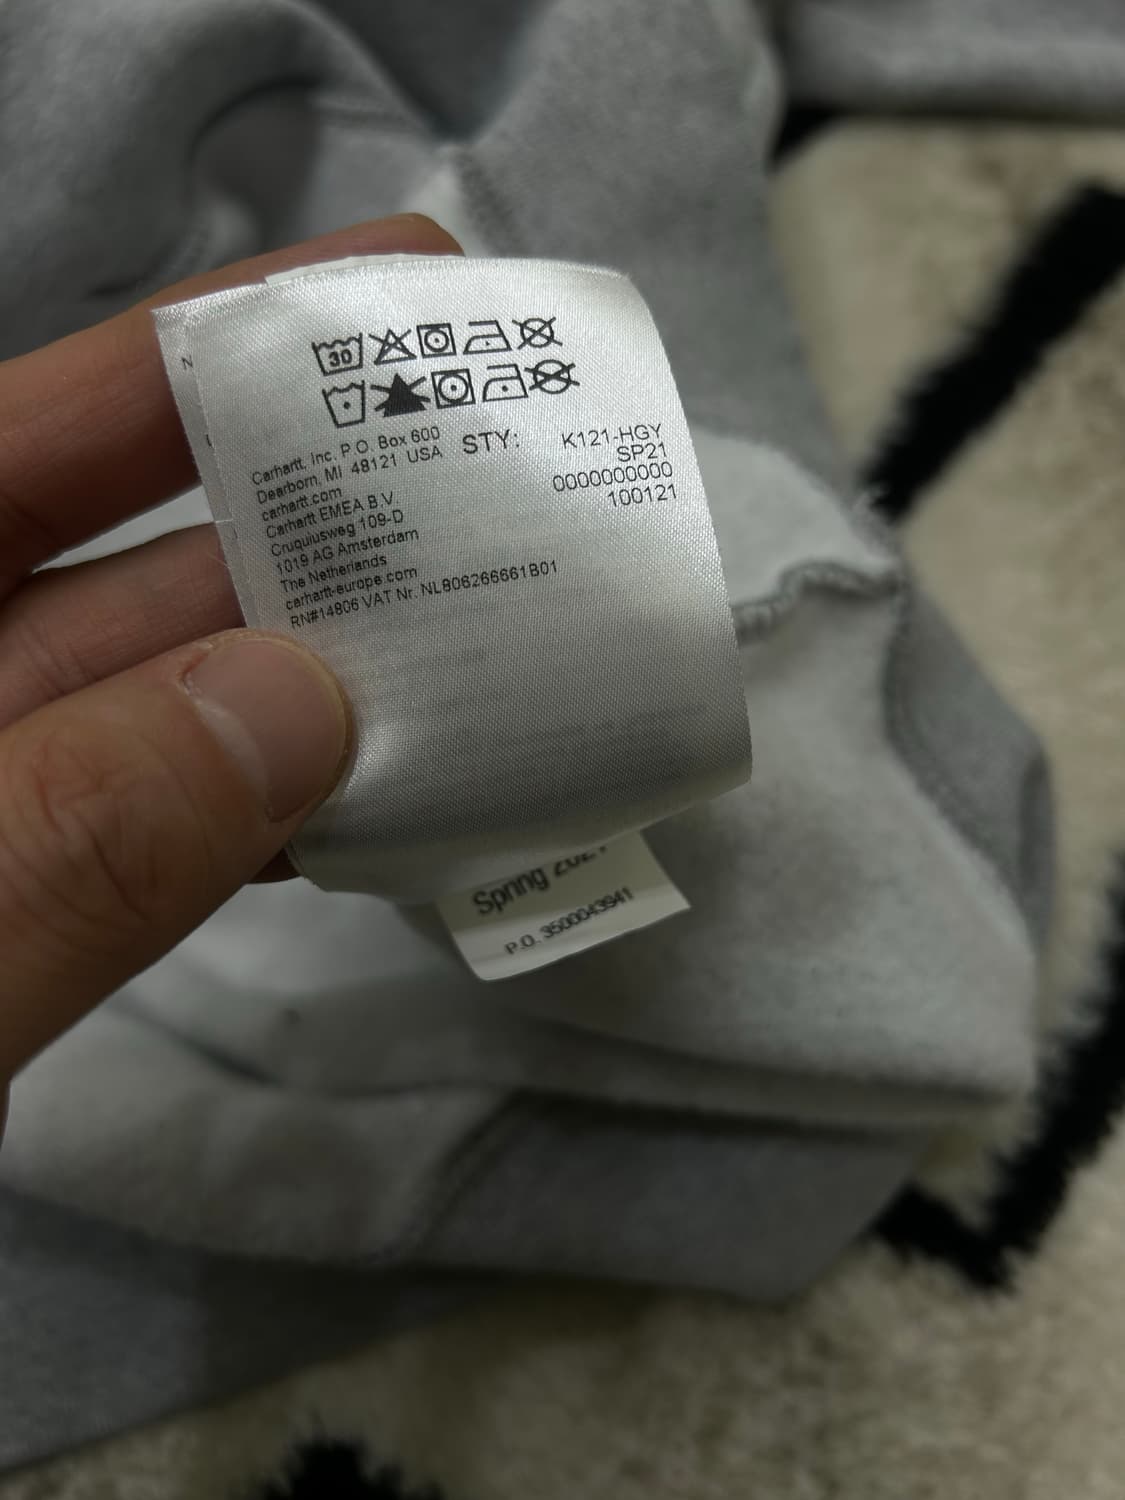 N
30
Carhartt, Inc. P.O. Box 600
Dearborn, MI 48121 USA
carhartt.com
Carhartt EMEA B.V.
Cruquiusweg 109-D
1019 AG Amsterdam
The Netherlands
carhartt-europe.com
RN#14806 VAT Nr. NL806266661B01
STY: K121-HGY
SP21
0000000000
100121
Spring 2021
P.O. 3500043941